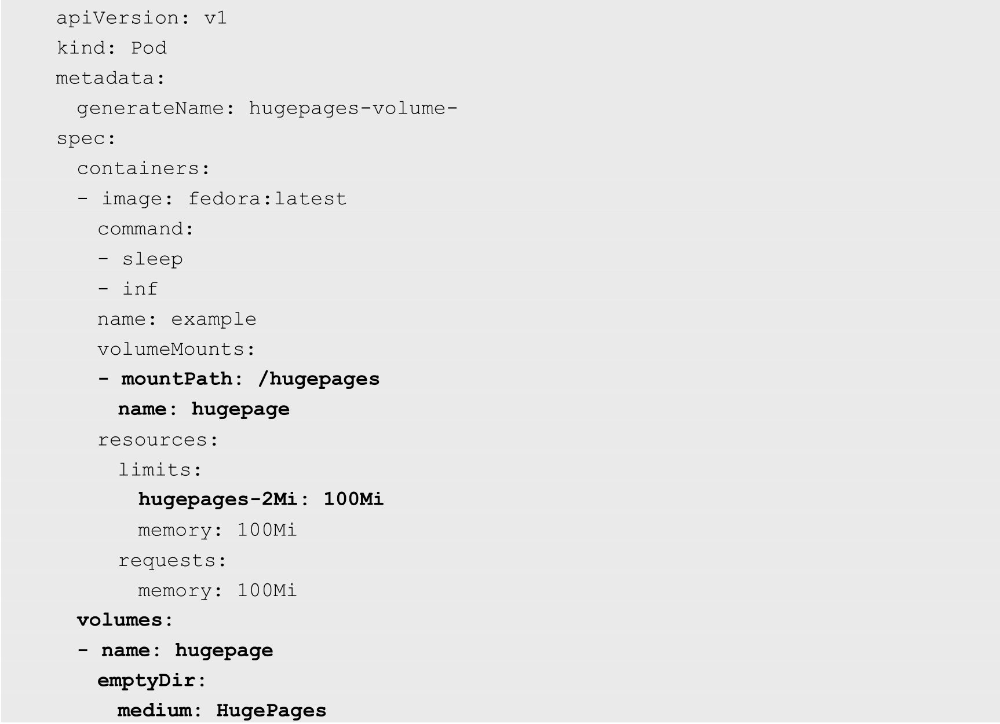 apiVersion: v1
kind: Pod
metadata:
  generateName: hugepages-volume-
spec:
  containers:
  - image: fedora:latest
    command:
    - sleep
    - inf
    name: example
    volumeMounts:
    - mountPath: /hugepages
      name: hugepage
    resources:
      limits:
        hugepages-2Mi: 100Mi
        memory: 100Mi
      requests:
        memory: 100Mi
  volumes:
  - name: hugepage
    emptyDir:
      medium: HugePages